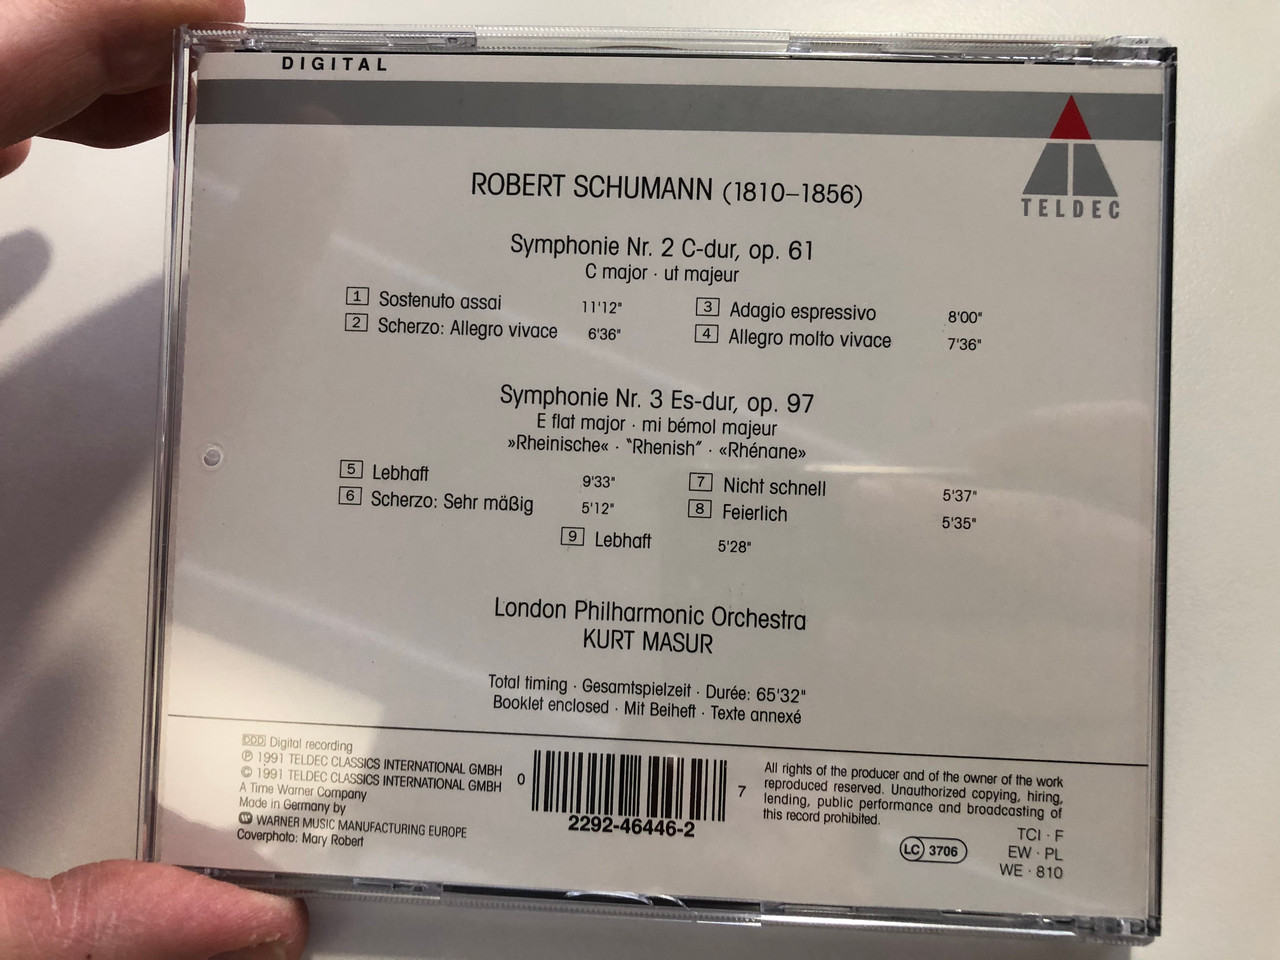 DIGITAL
TELDEC
ROBERT SCHUMANN (1810–1856)
Symphonie Nr. 2 C-dur, op. 61
C major · ut majeur
1 Sostenuto assai 11'12"
2 Scherzo: Allegro vivace 6'36"
3 Adagio espressivo 8'00"
4 Allegro molto vivace 7'36"
Symphonie Nr. 3 Es-dur, op. 97
E flat major · mi bémol majeur
»Rheinische« · "Rhenish" · «Rhénane»
5 Lebhaft 9'33"
6 Scherzo: Sehr mäßig 5'12"
7 Nicht schnell 5'37"
8 Feierlich 5'35"
9 Lebhaft 5'28"
London Philharmonic Orchestra
KURT MASUR
Total timing · Gesamtspielzeit · Durée: 65'32"
Booklet enclosed · Mit Beiheft · Texte annexé
DDD Digital recording
℗ 1991 TELDEC CLASSICS INTERNATIONAL GMBH
© 1991 TELDEC CLASSICS INTERNATIONAL GMBH
A Time Warner Company
Made in Germany by
WARNER MUSIC MANUFACTURING EUROPE
Coverphoto: Mary Robert
0 7
2292-46446-2
All rights of the producer and of the owner of the work
reproduced reserved. Unauthorized copying, hiring,
lending, public performance and broadcasting of
this record prohibited.
LC 3706
TCI · F
EW · PL
WE · 810